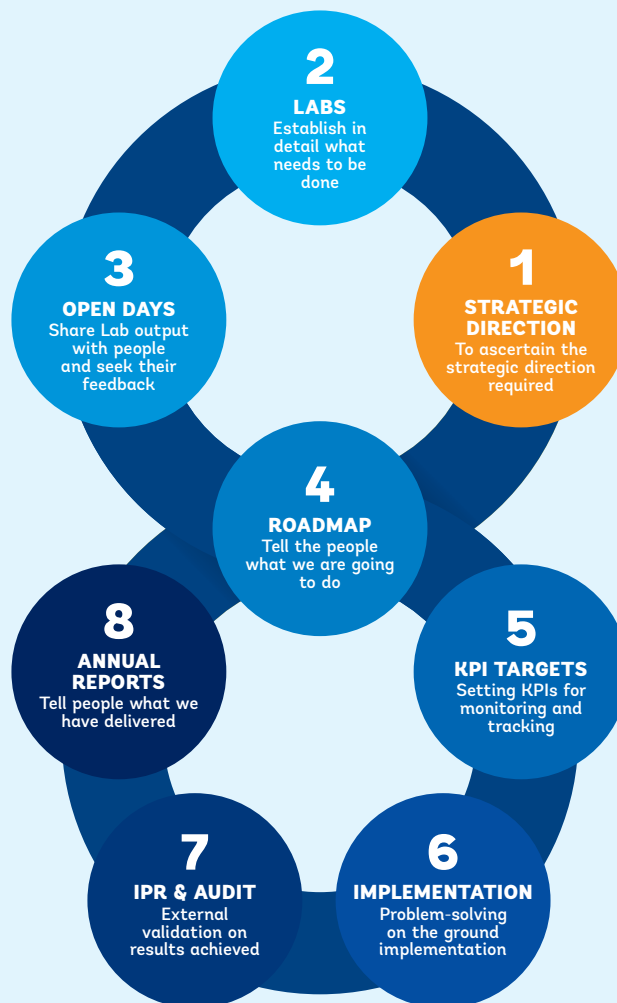 2
LABS
Establish in
detail what
needs to be
done
3
OPEN DAYS
Share Lab output
with people
and seek their
feedback
1
STRATEGIC
DIRECTION
To ascertain the
strategic direction
required
4
ROADMAP
Tell the people
what we are going
to do
8
ANNUAL
REPORTS
Tell people what we
have delivered
5
KPI TARGETS
Setting KPIs for
monitoring and
tracking
7
IPR & AUDIT
External
validation on
results achieved
6
IMPLEMENTATION
Problem-solving
on the ground
implementation